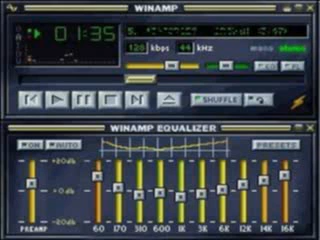 WINAMP
01:35
128 kbps 44 kHz mono stereo
EQ PL
SHUFFLE
WINAMP EQUALIZER
ON AUTO PRESETS
+20db
+0db
-20db
PREAMP 60 170 310 600 1K 3K 6K 12K 14K 16K